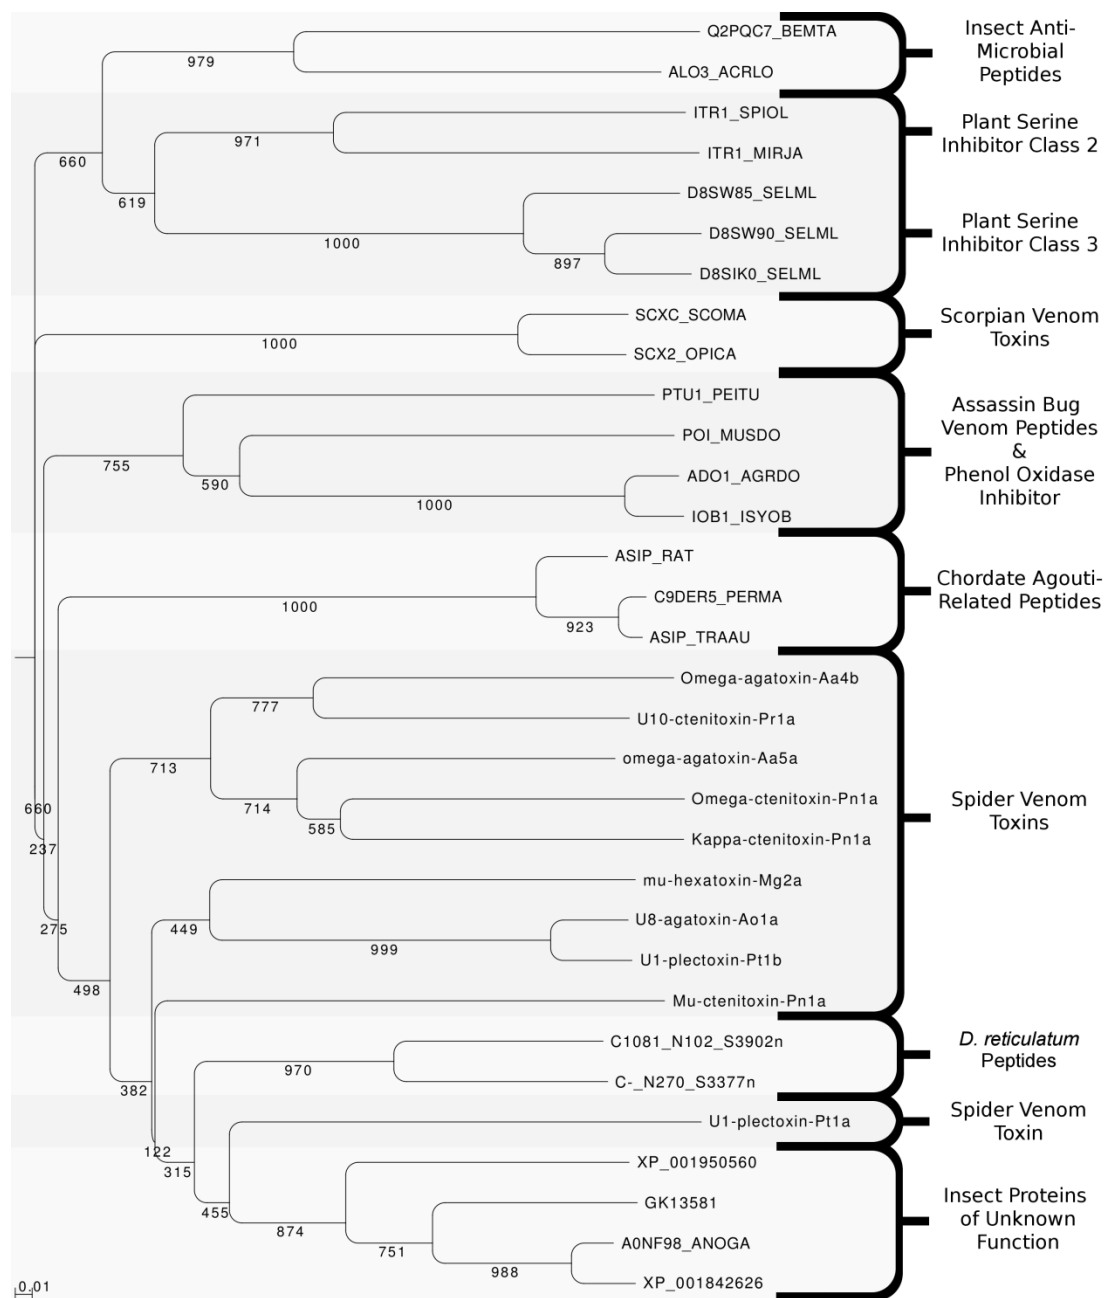 Q2PQC7_BEMTA
979
ALO3_ACRLO
Insect Anti-
Microbial
Peptides
ITR1_SPIOL
971
660
ITR1_MIRJA
Plant Serine
Inhibitor Class 2
D8SW85_SELML
619
D8SW90_SELML
1000
897
D8SIK0_SELML
Plant Serine
Inhibitor Class 3
SCXC_SCOMA
1000
SCX2_OPICA
Scorpian Venom
Toxins
PTU1_PEITU
POI_MUSDO
755
590
ADO1_AGRDO
1000
IOB1_ISYOB
Assassin Bug
Venom Peptides
&
Phenol Oxidase
Inhibitor
ASIP_RAT
C9DER5_PERMA
1000
923
ASIP_TRAAU
Chordate Agouti-
Related Peptides
Omega-agatoxin-Aa4b
777
U10-ctenitoxin-Pr1a
omega-agatoxin-Aa5a
713
714
Omega-ctenitoxin-Pn1a
585
Kappa-ctenitoxin-Pn1a
660
237
mu-hexatoxin-Mg2a
U8-agatoxin-Ao1a
275
449
999
U1-plectoxin-Pt1b
498
Mu-ctenitoxin-Pn1a
Spider Venom
Toxins
C1081_N102_S3902n
970
C-_N270_S3377n
382
D. reticulatum
Peptides
U1-plectoxin-Pt1a
122
315
Spider Venom
Toxin
XP_001950560
455
874
GK13581
751
A0NF98_ANOGA
988
XP_001842626
Insect Proteins
of Unknown
Function
0.01